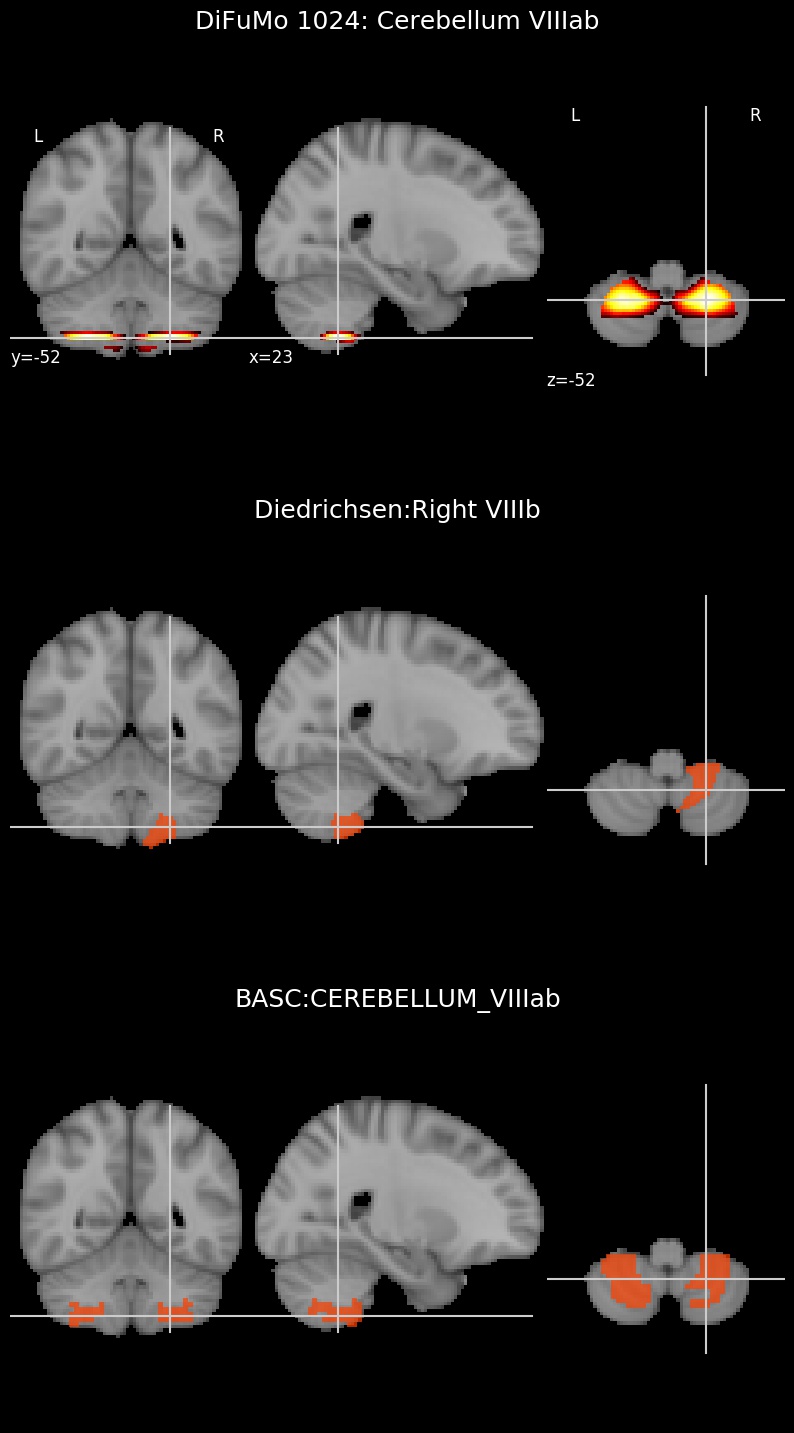 DiFuMo 1024: Cerebellum VIIIab
L
R
L
R
y=-52
x=23
z=-52
Diedrichsen:Right VIIIb
BASC:CEREBELLUM_VIIIab